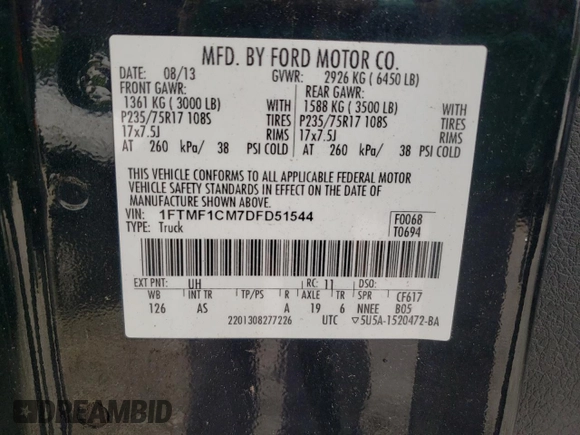 MFD. BY FORD MOTOR CO.
DATE: 08/13 GVWR: 2926 KG ( 6450 LB)
FRONT GAWR: REAR GAWR:
1361 KG ( 3000 LB) 1588 KG ( 3500 LB)
P235/75R17 108S TIRES P235/75R17 108S TIRES
17x7.5J RIMS 17x7.5J RIMS
AT 260 kPa/ 38 PSI COLD AT 260 kPa/ 38 PSI COLD
THIS VEHICLE CONFORMS TO ALL APPLICABLE FEDERAL MOTOR
VEHICLE SAFETY STANDARDS IN EFFECT ON THE DATE OF
MANUFACTURE SHOWN ABOVE.
VIN: 1FTMF1CM7DFD51544 F0068
TYPE: Truck T0694
EXT PNT: UH RC: 11 DSO:
WB INT TR TP/PS R AXLE TR SPR CF617
126 AS A 19 6 NNEE B05
2201308277226 UTC ▽5U5A-1520472-BA
DREAMBID